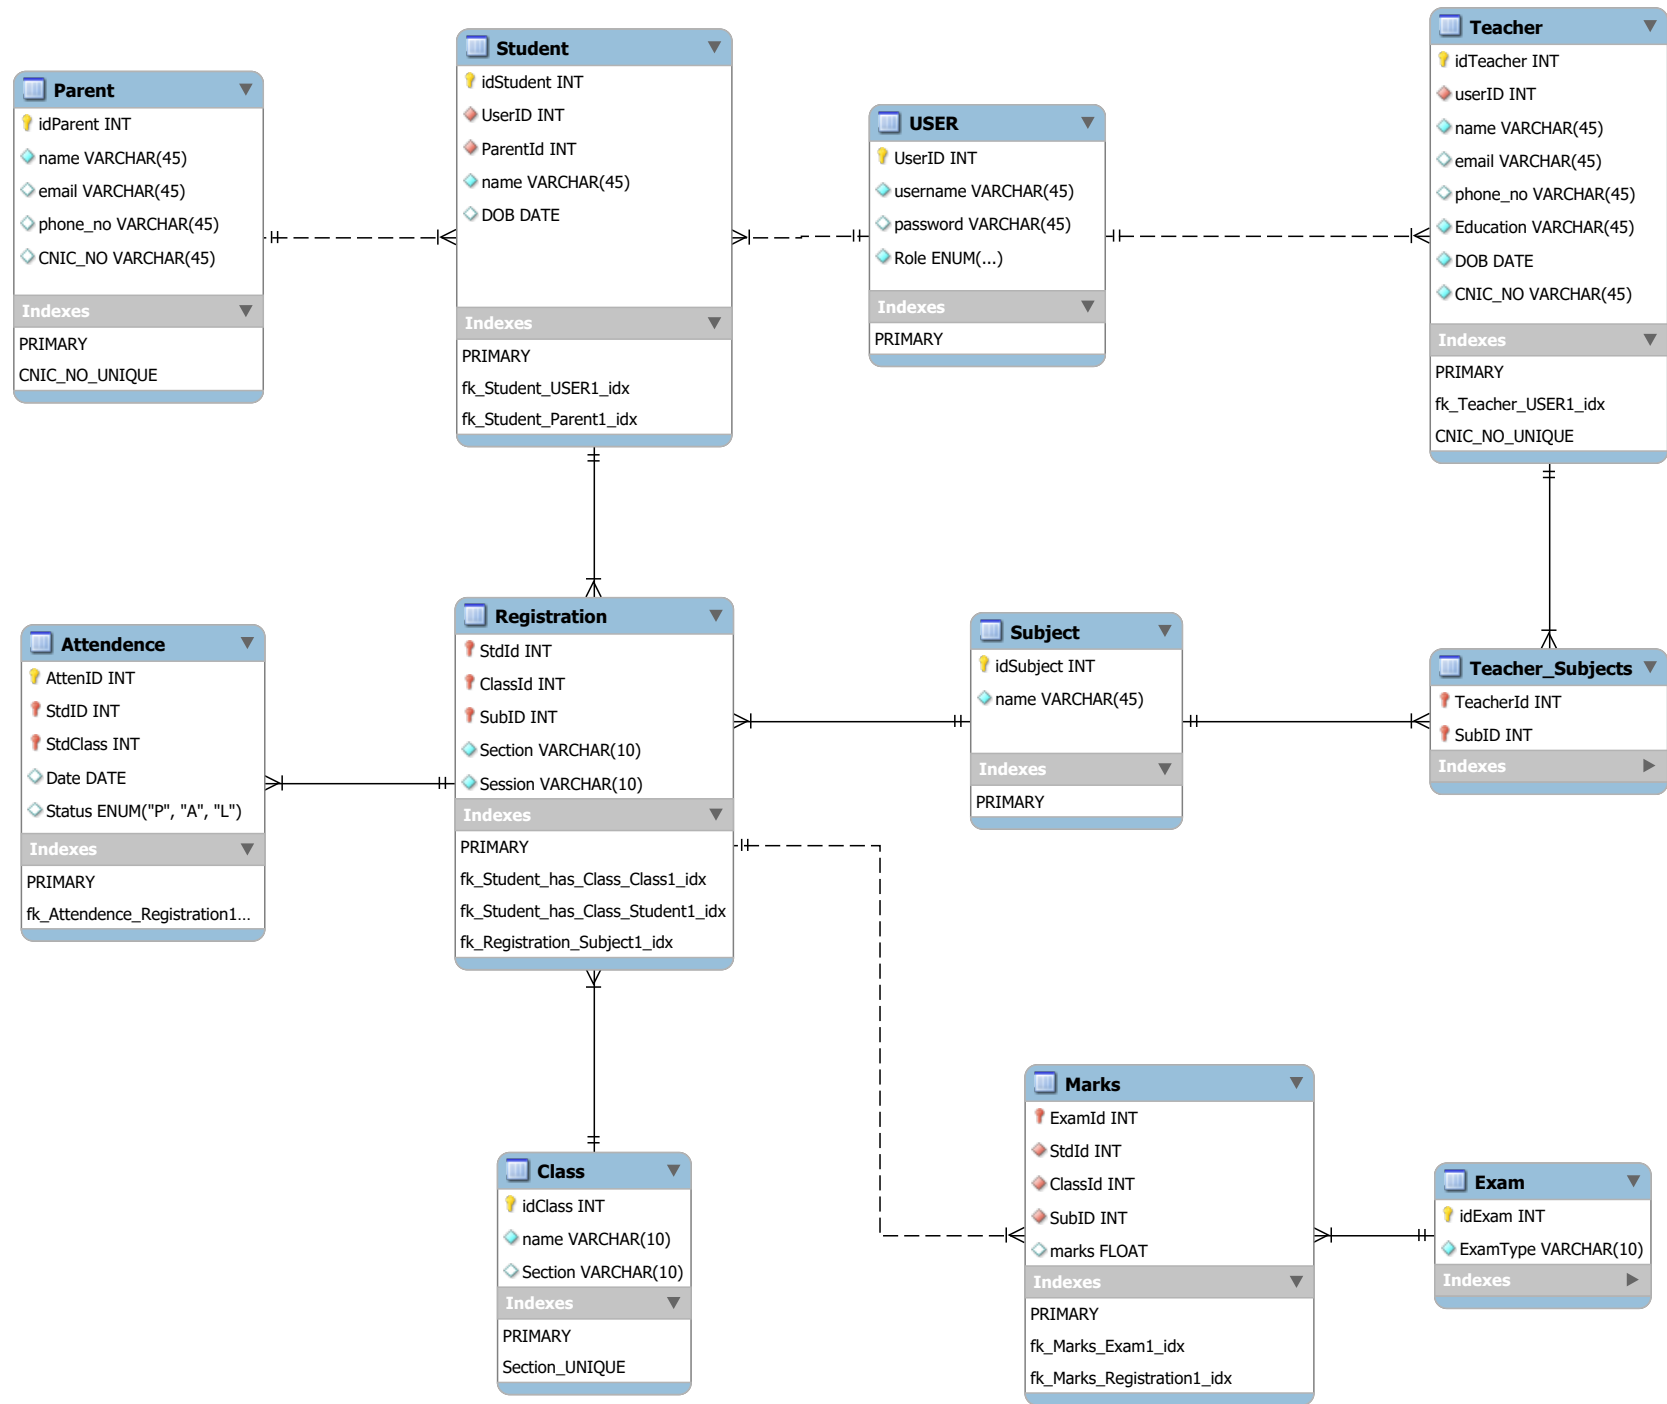 Parent
idParent INT
name VARCHAR(45)
email VARCHAR(45)
phone_no VARCHAR(45)
CNIC_NO VARCHAR(45)
Indexes
PRIMARY
CNIC_NO_UNIQUE
Student
idStudent INT
UserID INT
ParentId INT
name VARCHAR(45)
DOB DATE
Indexes
PRIMARY
fk_Student_USER1_idx
fk_Student_Parent1_idx
USER
UserID INT
username VARCHAR(45)
password VARCHAR(45)
Role ENUM(...)
Indexes
PRIMARY
Teacher
idTeacher INT
userID INT
name VARCHAR(45)
email VARCHAR(45)
phone_no VARCHAR(45)
Education VARCHAR(45)
DOB DATE
CNIC_NO VARCHAR(45)
Indexes
PRIMARY
fk_Teacher_USER1_idx
CNIC_NO_UNIQUE
Attendence
AttenID INT
StdID INT
StdClass INT
Date DATE
Status ENUM("P", "A", "L")
Indexes
PRIMARY
fk_Attendence_Registration1...
Registration
StdId INT
ClassId INT
SubID INT
Section VARCHAR(10)
Session VARCHAR(10)
Indexes
PRIMARY
fk_Student_has_Class_Class1_idx
fk_Student_has_Class_Student1_idx
fk_Registration_Subject1_idx
Subject
idSubject INT
name VARCHAR(45)
Indexes
PRIMARY
Teacher_Subjects
TeacherId INT
SubID INT
Indexes
Class
idClass INT
name VARCHAR(10)
Section VARCHAR(10)
Indexes
PRIMARY
Section_UNIQUE
Marks
ExamId INT
StdId INT
ClassId INT
SubID INT
marks FLOAT
Indexes
PRIMARY
fk_Marks_Exam1_idx
fk_Marks_Registration1_idx
Exam
idExam INT
ExamType VARCHAR(10)
Indexes